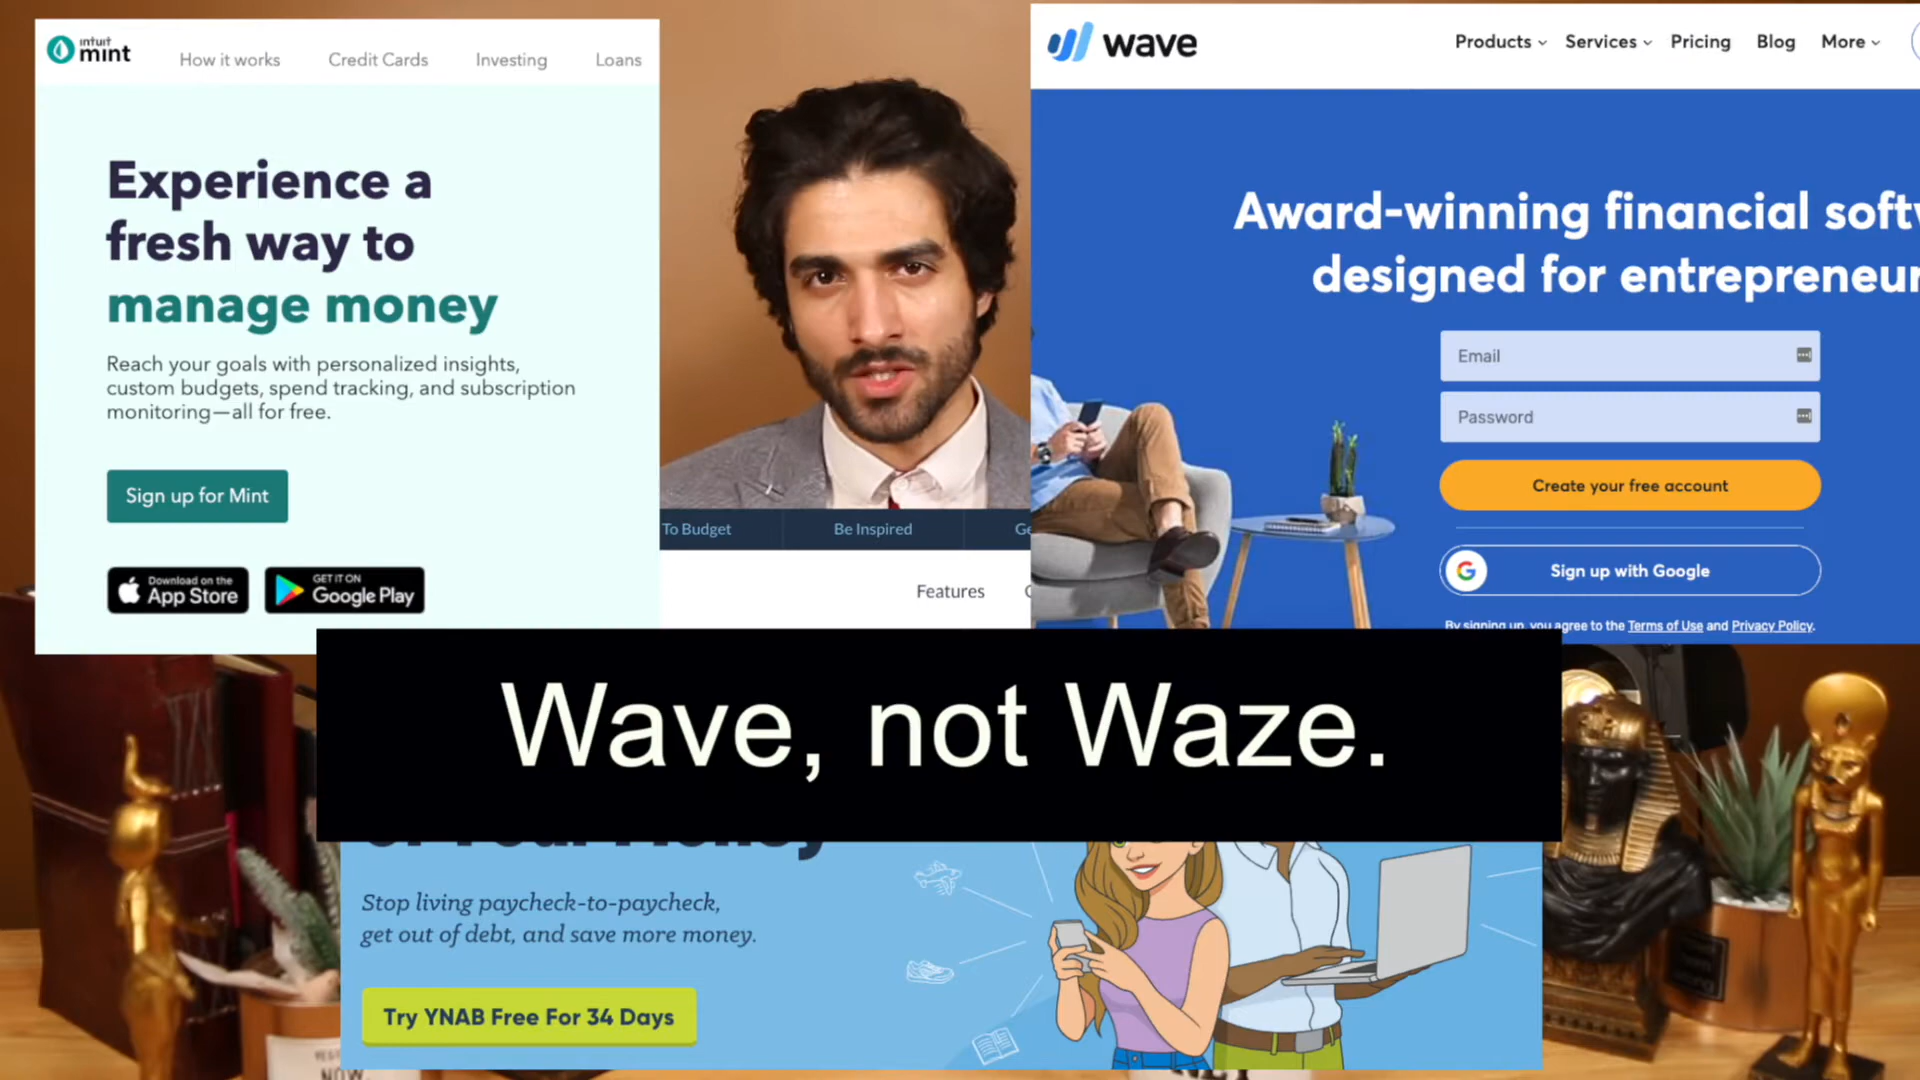 intuit
mint
How it works
Credit Cards
Investing
Loans
Experience a
fresh way to
manage money
Reach your goals with personalized insights,
custom budgets, spend tracking, and subscription
monitoring—all for free.
Sign up for Mint
Download on the
App Store
GET IT ON
Google Play
wave
Products
Services
Pricing
Blog
More
Award-winning financial
designed for
Email
Password
Create your free account
Sign up with Google
By signing up, you agree to the Terms of Use and Privacy Policy.
To Budget
Be Inspired
Features
Wave, not Waze.
of Your Money
Stop living paycheck-to-paycheck,
get out of debt, and save more money.
Try YNAB Free For 34 Days
NOW.